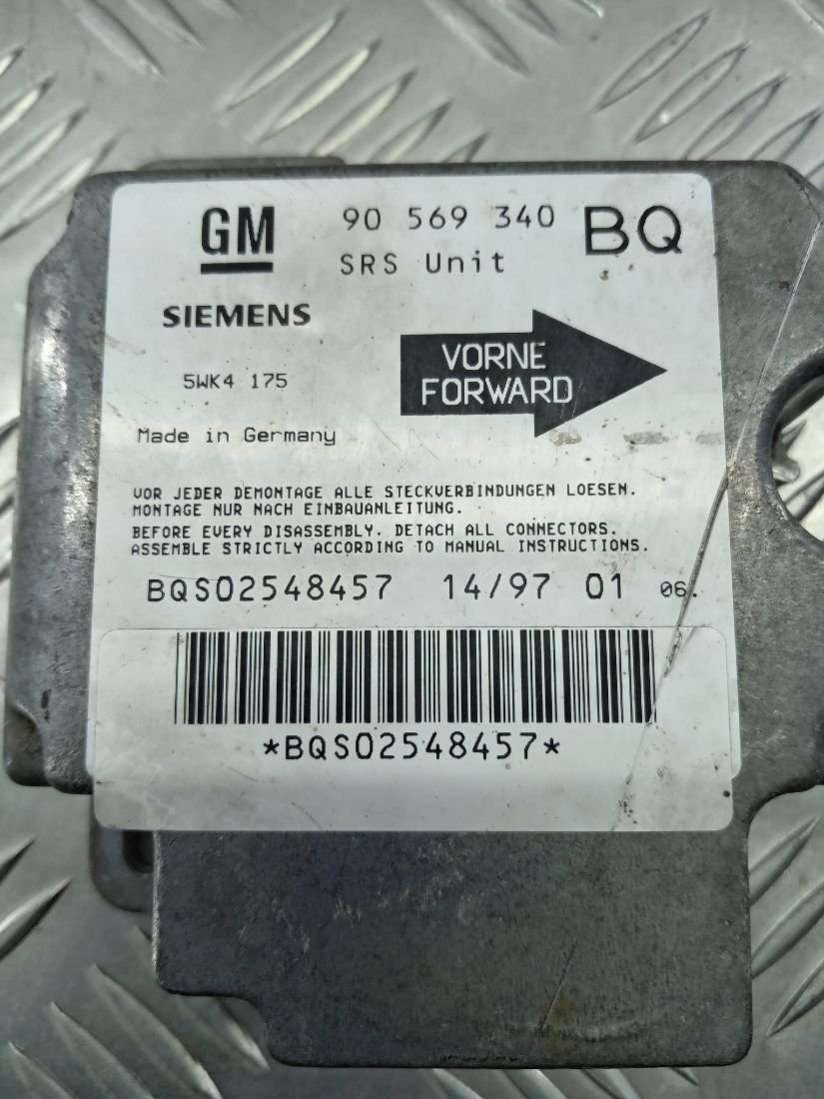 GM 90 569 340 BQ
SRS Unit
SIEMENS
VORNE
FORWARD
5WK4 175
Made in Germany
VOR JEDER DEMONTAGE ALLE STECKVERBINDUNGEN LOESEN.
MONTAGE NUR NACH EINBAUANLEITUNG.
BEFORE EVERY DISASSEMBLY. DETACH ALL CONNECTORS.
ASSEMBLE STRICTLY ACCORDING TO MANUAL INSTRUCTIONS.
BQS02548457 14/97 01 06.
*BQS02548457*